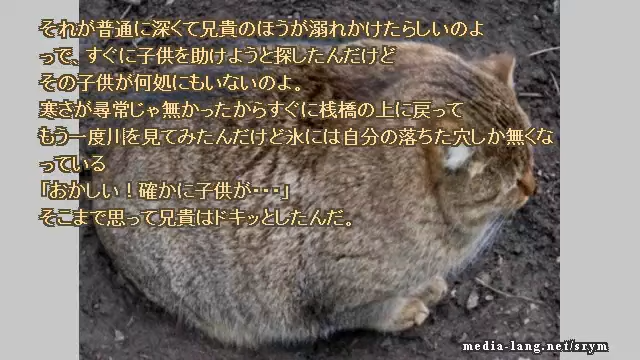 それが普通に深くて兄貴のほうが溺れかけたらしいのよ
って、すぐに子供を助けようと探したんだけど
その子供が何処にもいないのよ。
寒さが尋常じゃ無かったからすぐに桟橋の上に戻って
もう一度川を見てみたんだけど氷には自分の落ちた穴しか無くな
っている
「おかしい！確かに子供が・・・」
そこまで思って兄貴はドキッとしたんだ。
media-lang.net/srym